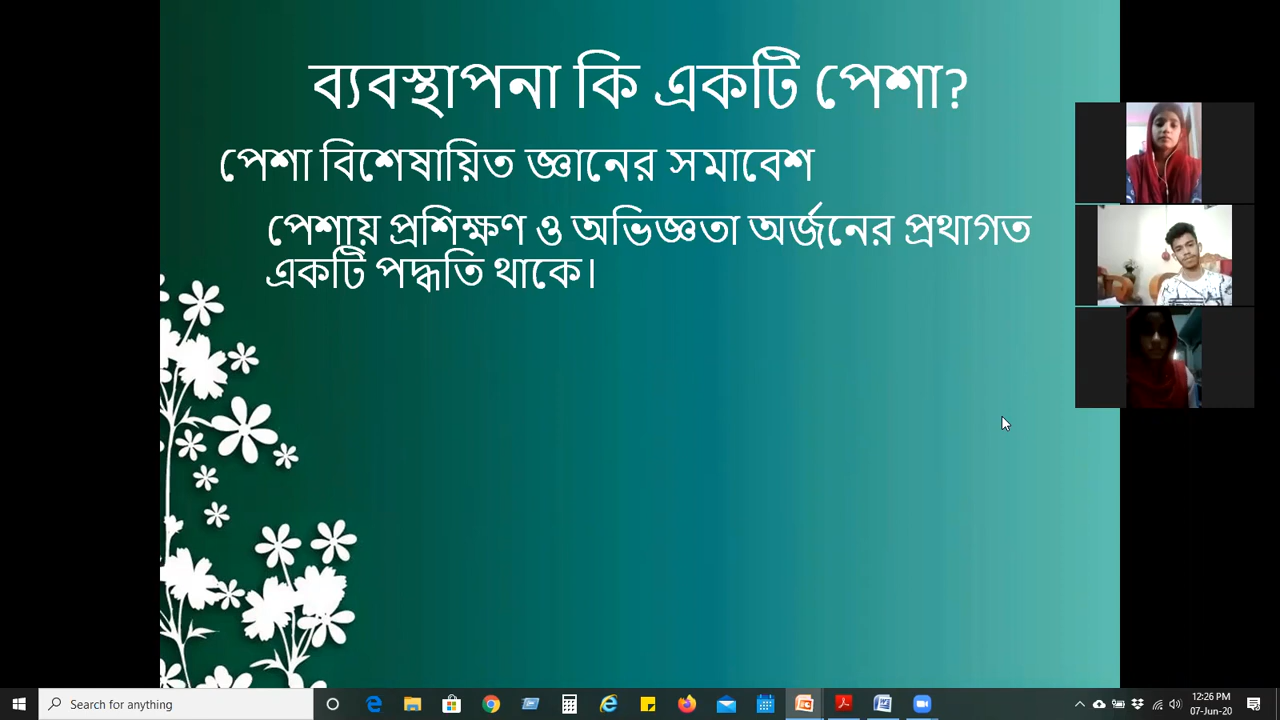 ব্যবস্থাপনা কি একটি পেশা?
পেশা বিশেষায়িত জ্ঞানের সমাবেশ
পেশায় প্রশিক্ষণ ও অভিজ্ঞতা অর্জনের প্রথাগত
একটি পদ্ধতি থাকে।
Search for anything
12:26 PM
07-Jun-20